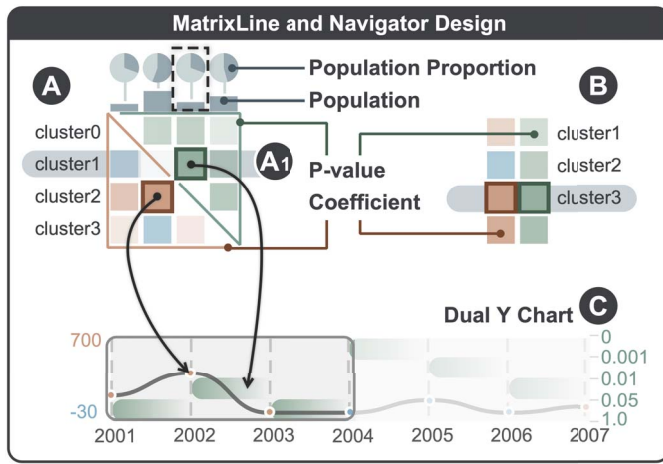 MatrixLine and Navigator Design
A
Population Proportion
B
Population
cluster0
cluster1
cluster2
cluster3
A1
P-value
Coefficient
cluster1
cluster2
cluster3
Dual Y Chart
C
700
-30
0
0.001
0.01
0.05
1.0
2001 2002 2003 2004 2005 2006 2007